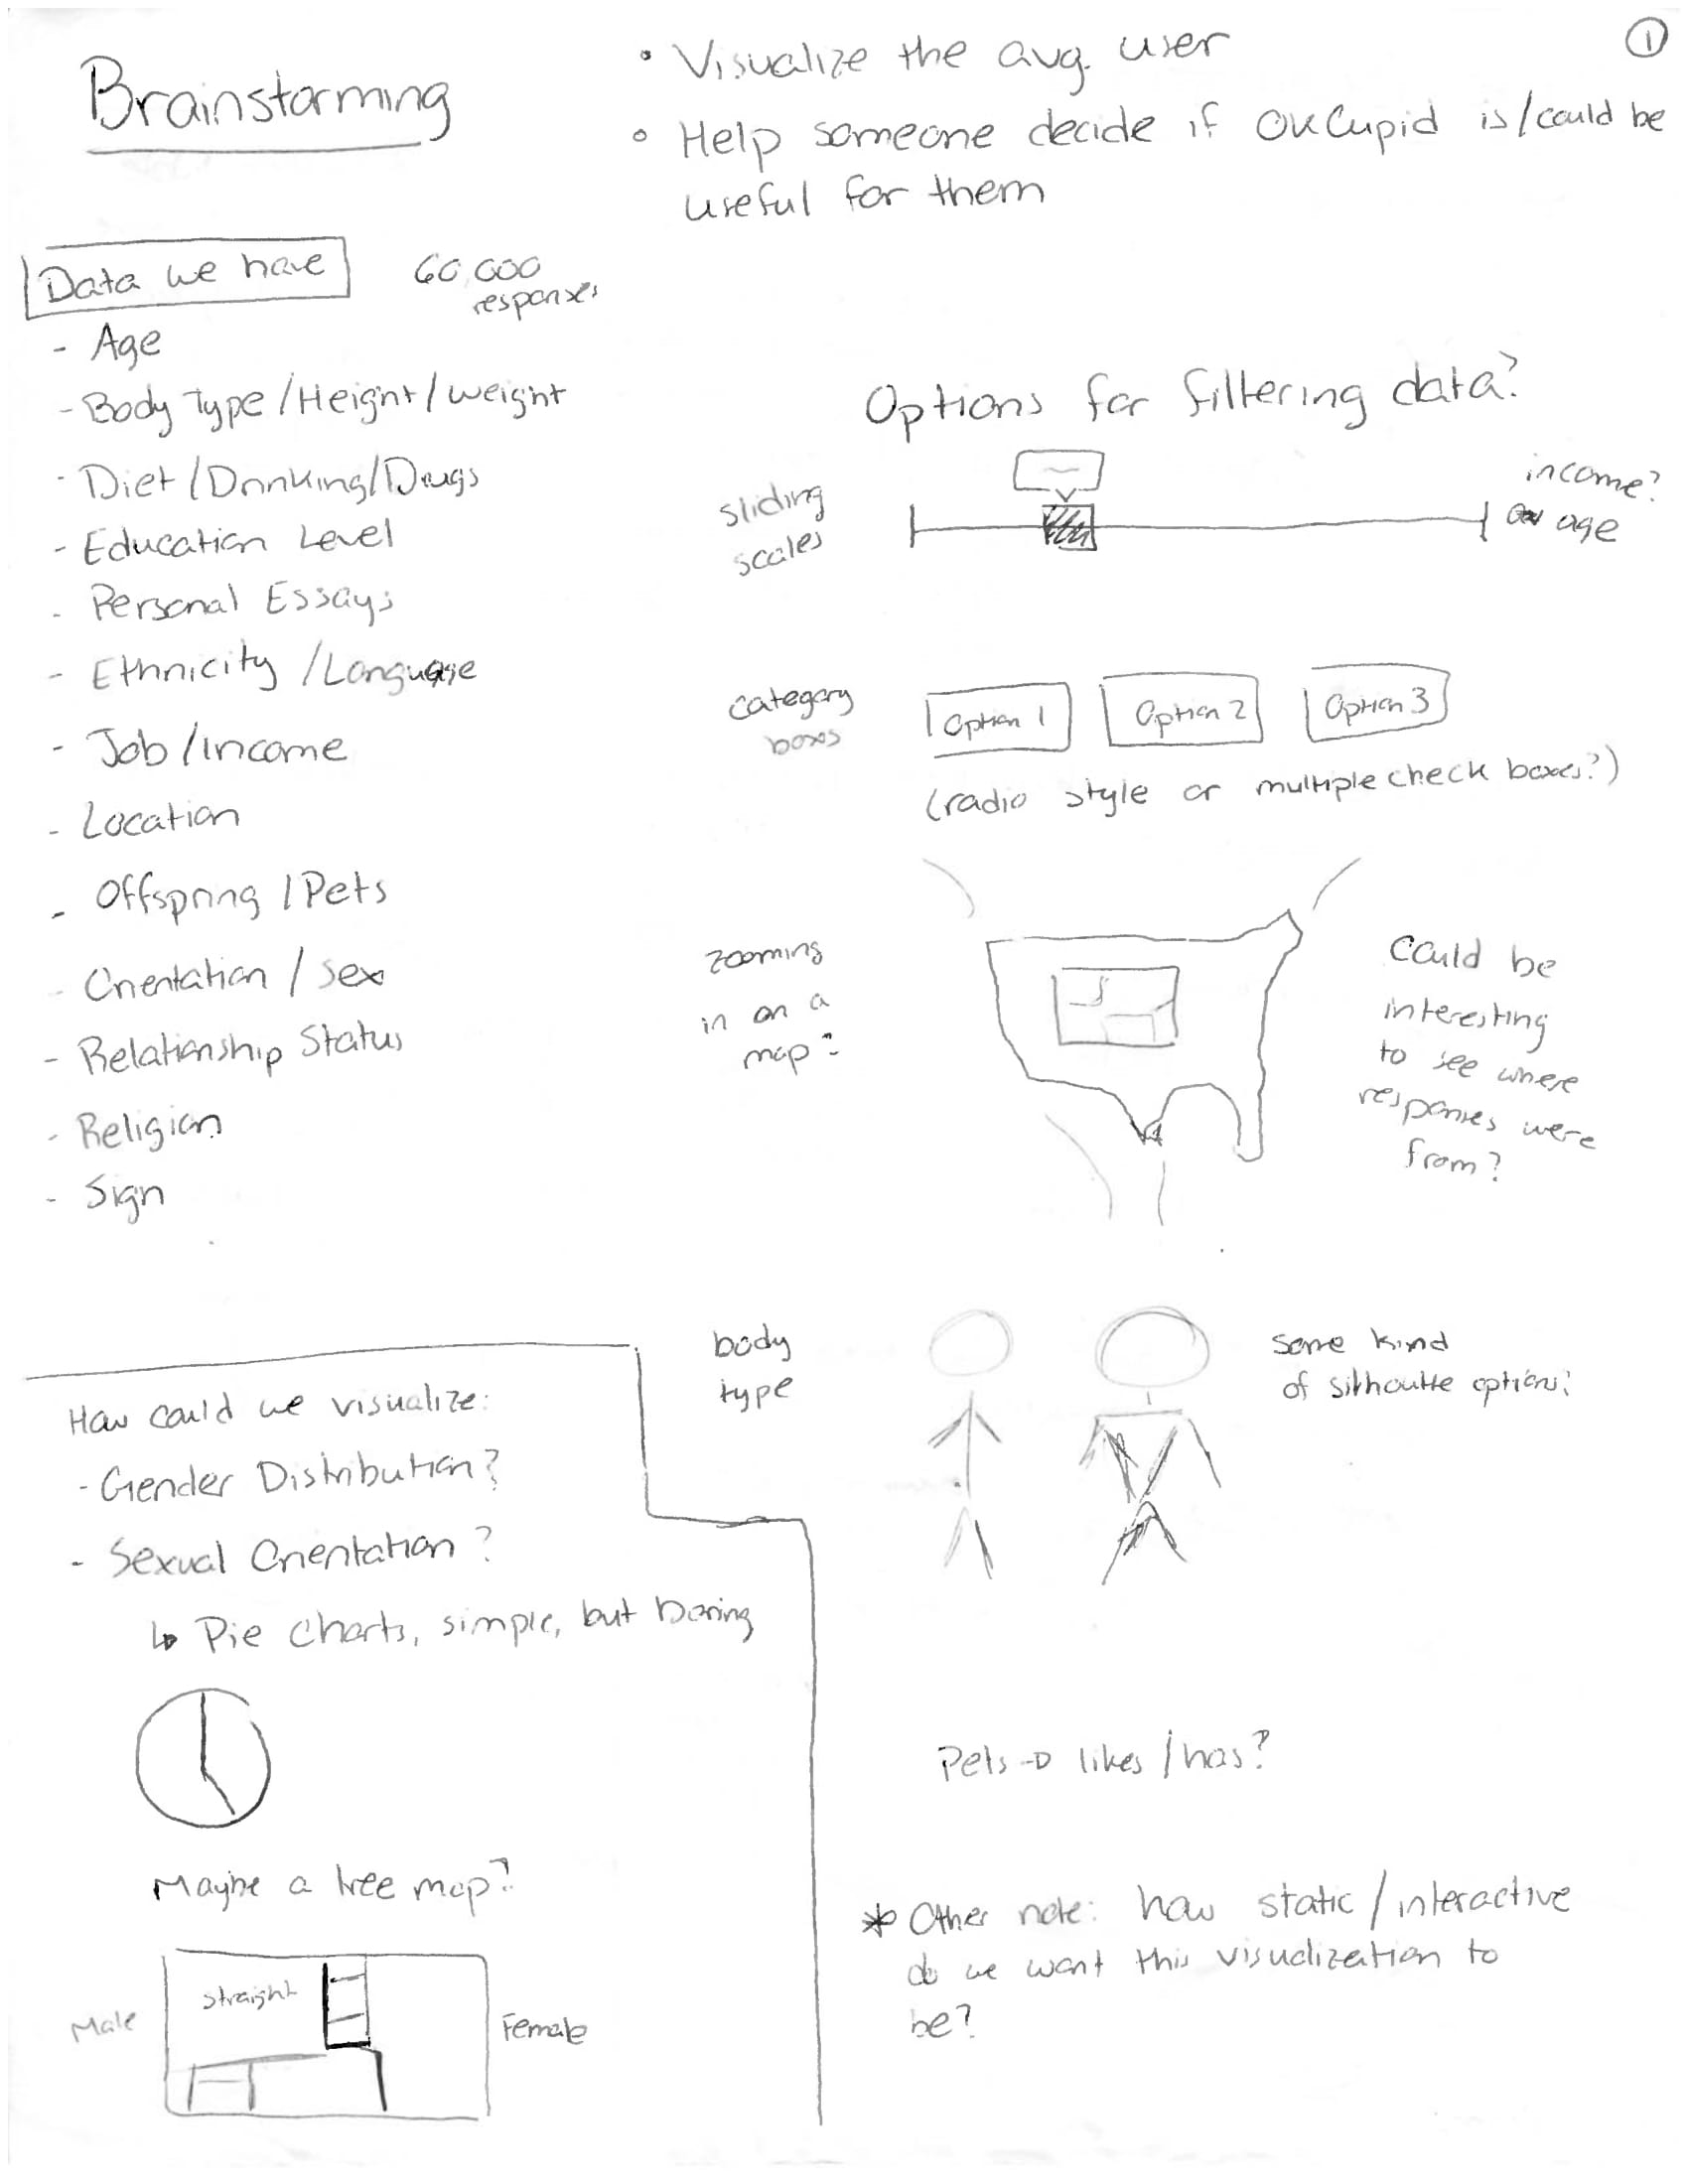 Brainstorming
①
• Visualize the avg. user
• Help someone decide if OkCupid is/could be
useful for them
Data we have
60,000
responses
- Age
- Body Type/Height/weight
- Diet/Drinking/Drugs
- Education Level
- Personal Essays
- Ethnicity/Language
- Job/Income
- Location
- Offspring/Pets
- Orientation/Sex
- Relationship Status
- Religion
- Sign
Options for filtering data?
sliding
scales
income?
or age
category
boxes
Option 1
Option 2
Option 3
(radio style or multiple check boxes?)
zooming
in on a
map?
Could be
interesting
to see where
responses were
from?
body
type
some kind
of silhoutte options?
Pets → likes/has?
* Other note: how static/interactive
do we want this visualization to
be?
How could we visualize:
- Gender Distribution?
- Sexual Orientation?
↳ Pie Charts, simple, but boring
Maybe a tree map?
Male
straight
Female